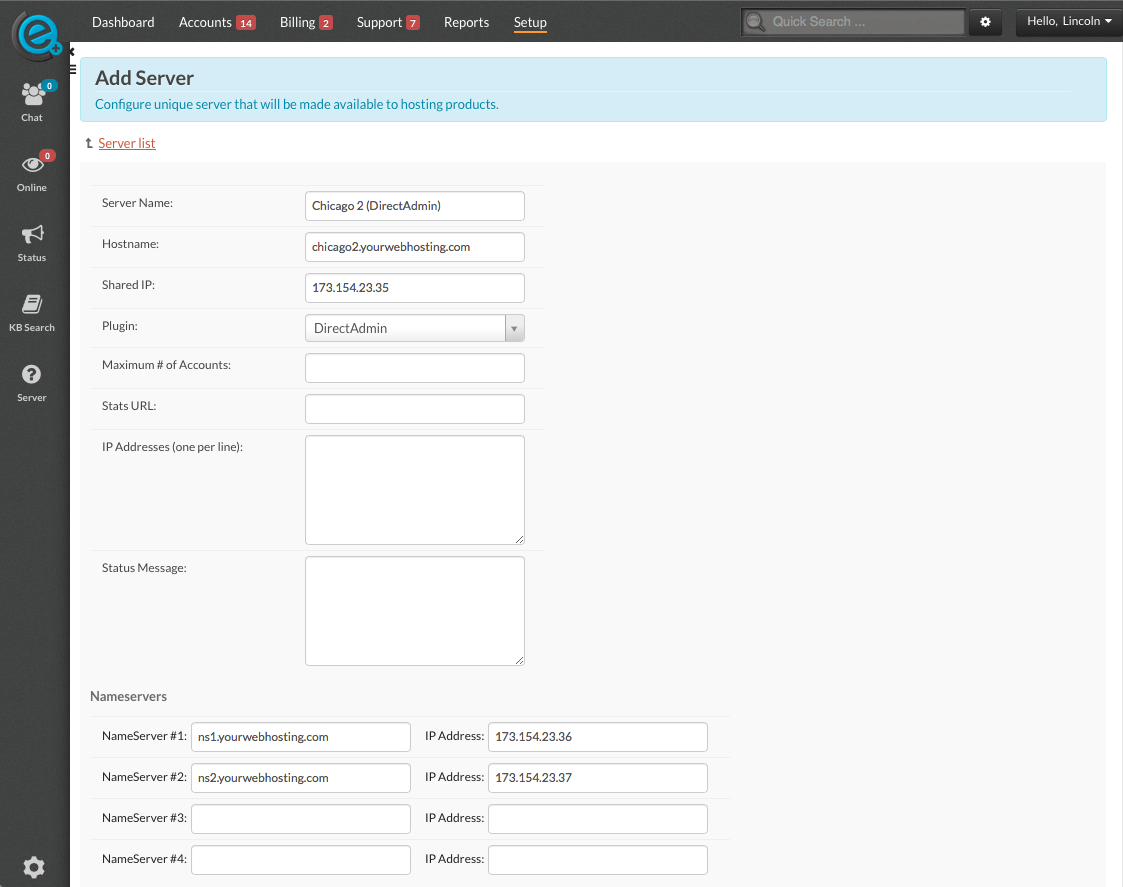 Dashboard Accounts 14 Billing 2 Support 7 Reports Setup Quick Search ... Hello, Lincoln
Add Server
Configure unique server that will be made available to hosting products.
0
Chat
0
Online
Status
KB Search
Server
Server list
Server Name: Chicago 2 (DirectAdmin)
Hostname: chicago2.yourwebhosting.com
Shared IP: 173.154.23.35
Plugin: DirectAdmin
Maximum # of Accounts:
Stats URL:
IP Addresses (one per line):
Status Message:
Nameservers
NameServer #1: ns1.yourwebhosting.com IP Address: 173.154.23.36
NameServer #2: ns2.yourwebhosting.com IP Address: 173.154.23.37
NameServer #3: IP Address:
NameServer #4: IP Address: